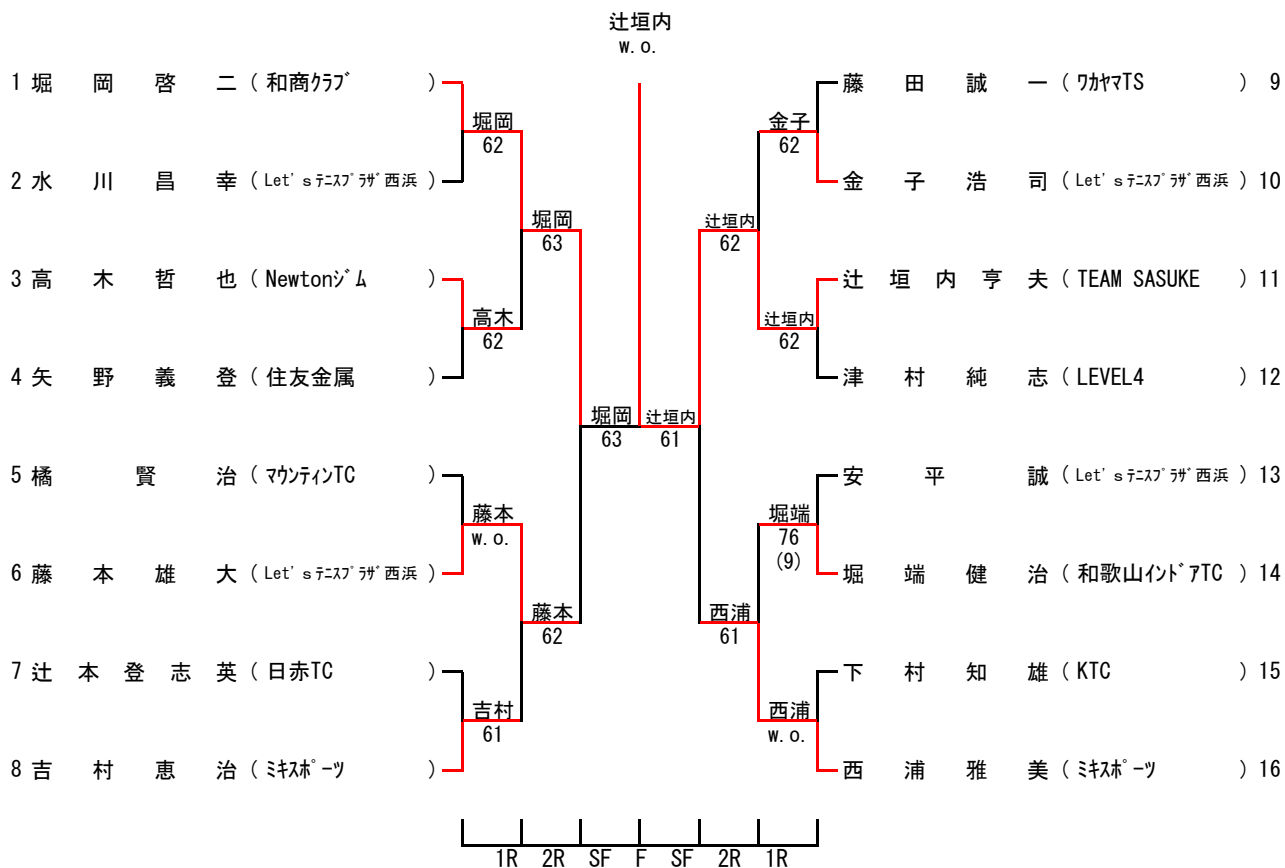 辻垣内
w.o.
1 堀岡啓二 ( 和商ｸﾗﾌﾞ )
藤田誠一 ( ﾜｶﾔﾏTS ) 9
堀岡
62
金子
62
2 水川昌幸 ( Let'sﾃﾆｽﾌﾟﾗｻﾞ西浜 )
金子浩司 ( Let'sﾃﾆｽﾌﾟﾗｻﾞ西浜 ) 10
堀岡
63
辻垣内
62
3 高木哲也 ( Newtonｼﾞﾑ )
辻垣内亨夫 ( TEAM SASUKE ) 11
高木
62
辻垣内
62
4 矢野義登 ( 住友金属 )
津村純志 ( LEVEL4 ) 12
堀岡
63
辻垣内
61
5 橘賢治 ( ﾏｳﾝﾃｨﾝTC )
安平誠 ( Let'sﾃﾆｽﾌﾟﾗｻﾞ西浜 ) 13
藤本
w.o.
堀端
76
(9)
6 藤本雄大 ( Let'sﾃﾆｽﾌﾟﾗｻﾞ西浜 )
堀端健治 ( 和歌山ｲﾝﾄﾞｱTC ) 14
藤本
62
西浦
61
7 辻本登志英 ( 日赤TC )
下村知雄 ( KTC ) 15
吉村
61
西浦
w.o.
8 吉村恵治 ( ﾐｷｽﾎﾟｰﾂ )
西浦雅美 ( ﾐｷｽﾎﾟｰﾂ ) 16
1R 2R SF F SF 2R 1R